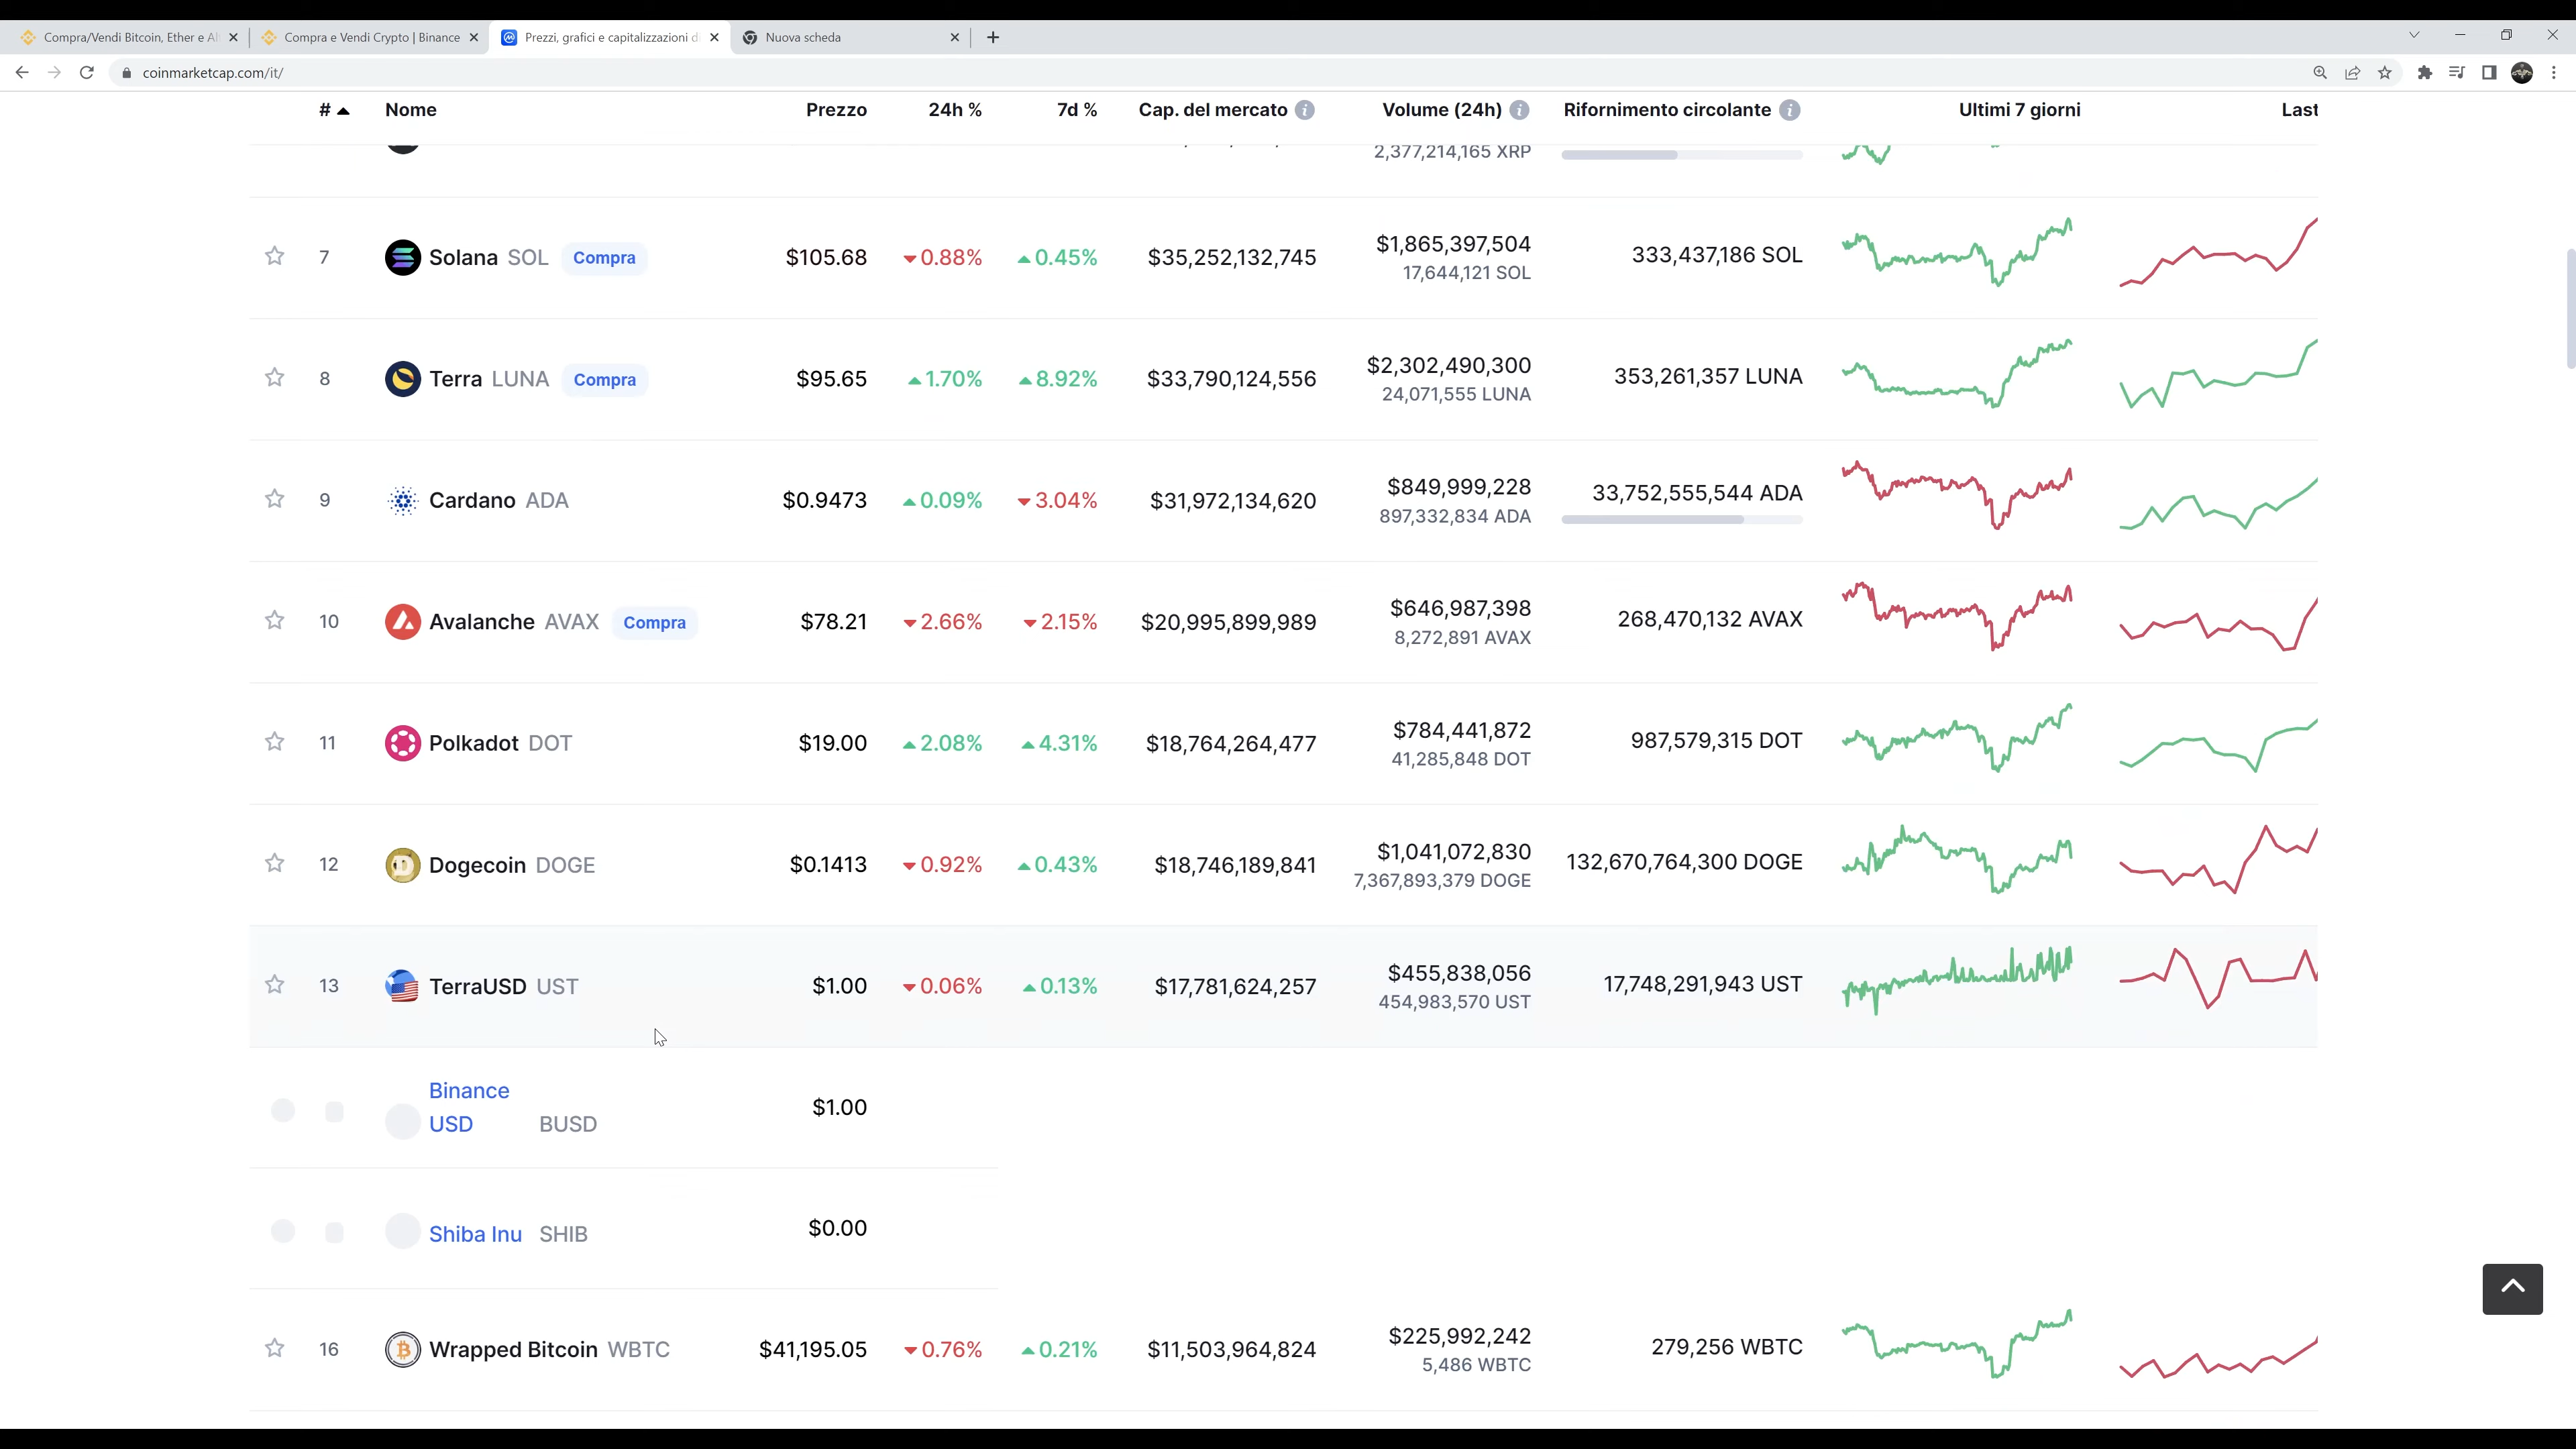 Compra/Vendi Bitcoin, Ether e Al
Compra e Vendi Crypto | Binance
Prezzi, grafici e capitalizzazioni d
Nuova scheda
coinmarketcap.com/it/
# Nome Prezzo 24h % 7d % Cap. del mercato Volume (24h) Rifornimento circolante Ultimi 7 giorni Last
2,377,214,165 XRP
7 Solana SOL Compra $105.68 0.88% 0.45% $35,252,132,745 $1,865,397,504 333,437,186 SOL
17,644,121 SOL
8 Terra LUNA Compra $95.65 1.70% 8.92% $33,790,124,556 $2,302,490,300 353,261,357 LUNA
24,071,555 LUNA
9 Cardano ADA $0.9473 0.09% 3.04% $31,972,134,620 $849,999,228 33,752,555,544 ADA
897,332,834 ADA
10 Avalanche AVAX Compra $78.21 2.66% 2.15% $20,995,899,989 $646,987,398 268,470,132 AVAX
8,272,891 AVAX
11 Polkadot DOT $19.00 2.08% 4.31% $18,764,264,477 $784,441,872 987,579,315 DOT
41,285,848 DOT
12 Dogecoin DOGE $0.1413 0.92% 0.43% $18,746,189,841 $1,041,072,830 132,670,764,300 DOGE
7,367,893,379 DOGE
13 TerraUSD UST $1.00 0.06% 0.13% $17,781,624,257 $455,838,056 17,748,291,943 UST
454,983,570 UST
Binance
USD BUSD $1.00
Shiba Inu SHIB $0.00
16 Wrapped Bitcoin WBTC $41,195.05 0.76% 0.21% $11,503,964,824 $225,992,242 279,256 WBTC
5,486 WBTC